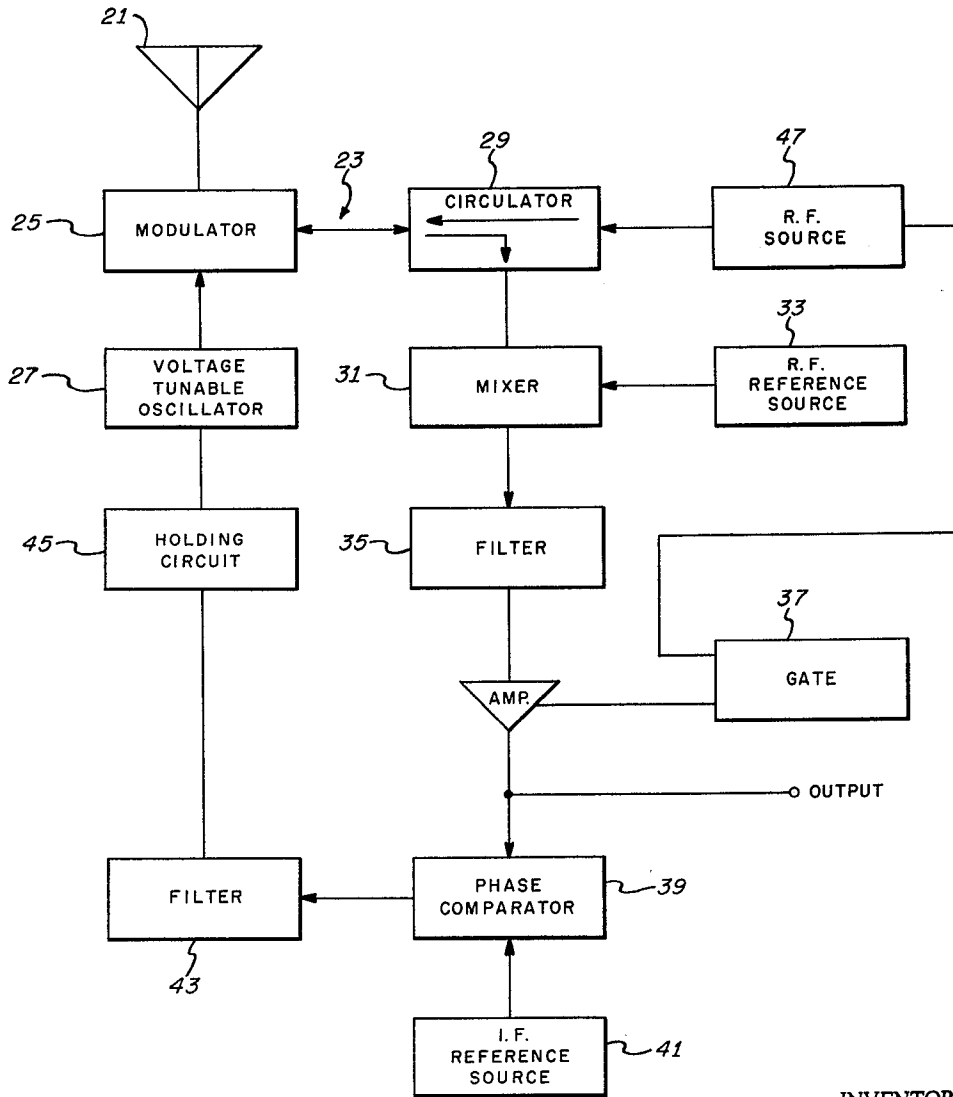 21
23
29
47
25
MODULATOR
CIRCULATOR
R.F.
SOURCE
27
VOLTAGE
TUNABLE
OSCILLATOR
31
MIXER
33
R.F.
REFERENCE
SOURCE
45
HOLDING
CIRCUIT
35
FILTER
37
GATE
AMP.
OUTPUT
FILTER
43
PHASE
COMPARATOR
39
I.F.
REFERENCE
SOURCE
41
INVENTOR